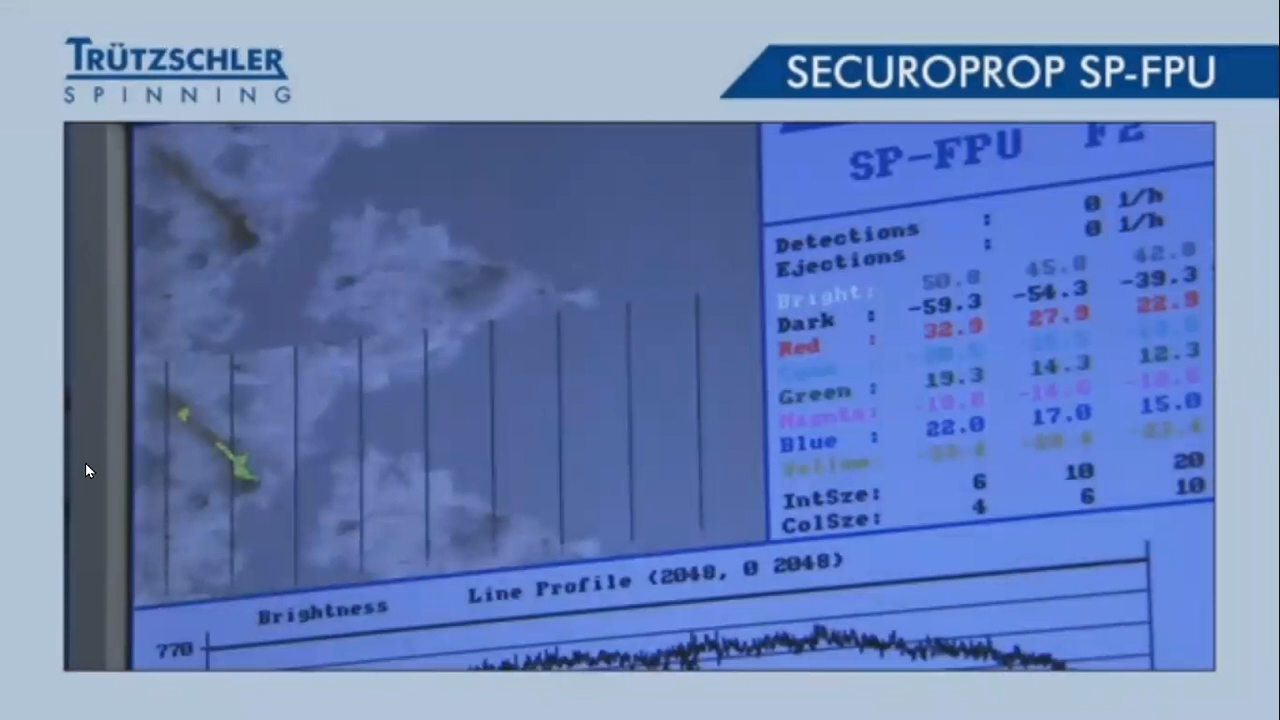 TRÜTZSCHLER
SPINNING
SECUROPROP SP-FPU
SP-FPU F2
Detections : 0 1/h
Ejections : 0 1/h
Bright: 50.0 45.0 42.0
Dark : -59.3 -54.3 -39.3
Red : 32.9 27.9 22.9
Green : 19.3 14.3 12.3
Magnta:
Blue : 22.0 17.0 15.0
Yellow:
IntSze: 6 10 20
ColSze: 4 6 10
Brightness Line Profile (2048, 0 2048)
770